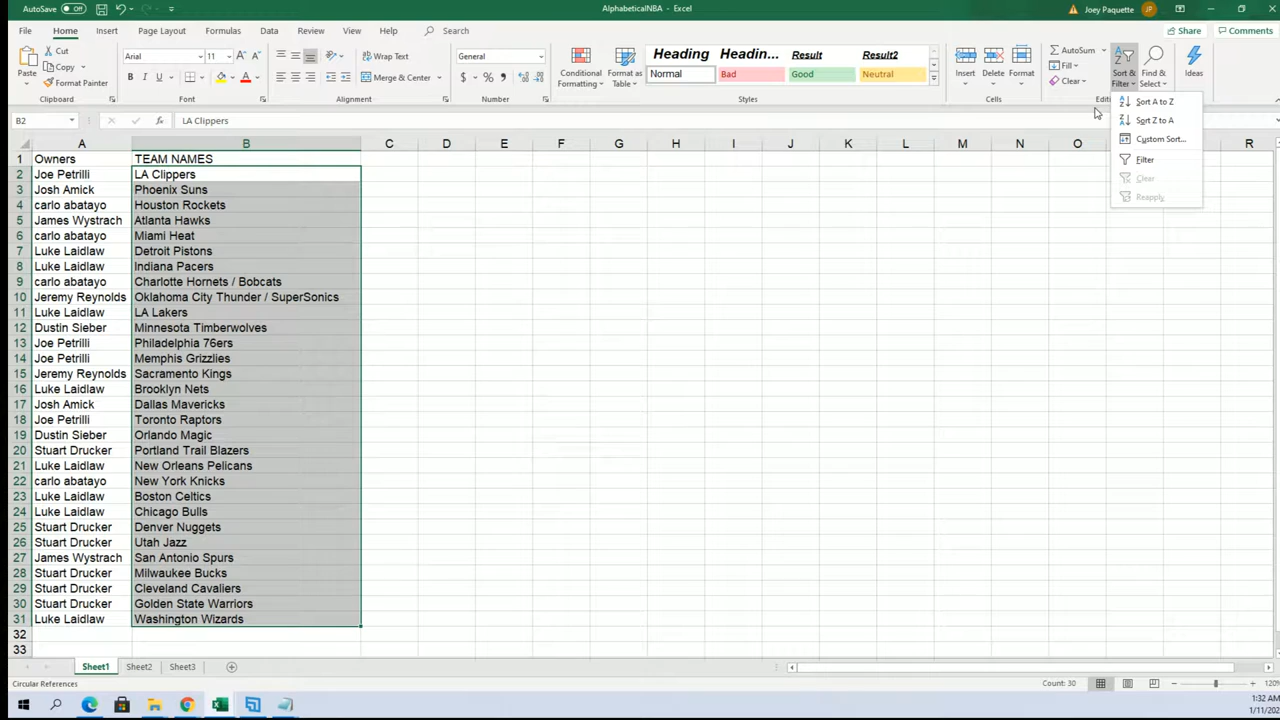 AutoSave Off AlphabeticalNBA - Excel Joey Paquette JP
File Home Insert Page Layout Formulas Data Review View Help Search Share Comments
Paste Cut Copy Format Painter Clipboard
Arial 11 B I U Font
Wrap Text Merge & Center Alignment
General $ % Number
Conditional Formatting Format as Table
Heading Headin... Result Result2
Normal Bad Good Neutral
Styles
Insert Delete Format Cells
AutoSum Fill Clear Sort & Filter Find & Select Editi Ideas
Sort A to Z
Sort Z to A
Custom Sort...
Filter
Clear
Reapply
B2 fx LA Clippers
A B C D E F G H I J K L M N O P Q R
1 Owners TEAM NAMES
2 Joe Petrilli LA Clippers
3 Josh Amick Phoenix Suns
4 carlo abatayo Houston Rockets
5 James Wystrach Atlanta Hawks
6 carlo abatayo Miami Heat
7 Luke Laidlaw Detroit Pistons
8 Luke Laidlaw Indiana Pacers
9 carlo abatayo Charlotte Hornets / Bobcats
10 Jeremy Reynolds Oklahoma City Thunder / SuperSonics
11 Luke Laidlaw LA Lakers
12 Dustin Sieber Minnesota Timberwolves
13 Joe Petrilli Philadelphia 76ers
14 Joe Petrilli Memphis Grizzlies
15 Jeremy Reynolds Sacramento Kings
16 Luke Laidlaw Brooklyn Nets
17 Josh Amick Dallas Mavericks
18 Joe Petrilli Toronto Raptors
19 Dustin Sieber Orlando Magic
20 Stuart Drucker Portland Trail Blazers
21 Luke Laidlaw New Orleans Pelicans
22 carlo abatayo New York Knicks
23 Luke Laidlaw Boston Celtics
24 Luke Laidlaw Chicago Bulls
25 Stuart Drucker Denver Nuggets
26 Stuart Drucker Utah Jazz
27 James Wystrach San Antonio Spurs
28 Stuart Drucker Milwaukee Bucks
29 Stuart Drucker Cleveland Cavaliers
30 Stuart Drucker Golden State Warriors
31 Luke Laidlaw Washington Wizards
32
33
Sheet1 Sheet2 Sheet3
Circular References Count: 30 120%
1:32 AM
1/11/202